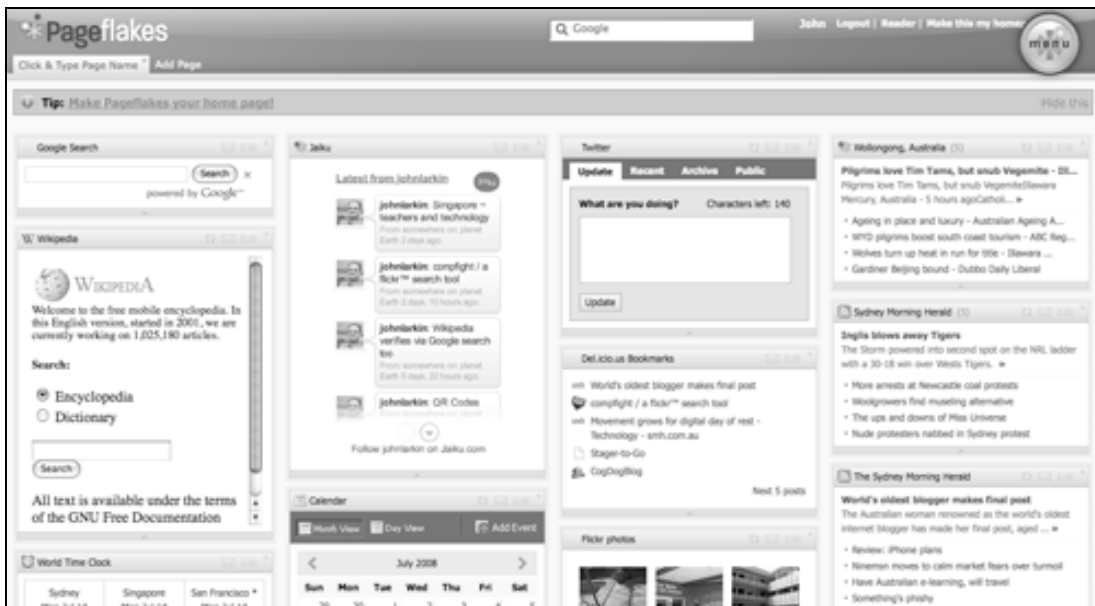 Pageflakes
Google
John Logout | Reader | Make this my home
menu
Click & Type Page Name Add Page
Tip: Make Pageflakes your home page!
Hide this
Google Search
Search
powered by Google™
Wikipedia
WIKIPEDIA
Welcome to the free mobile encyclopedia. In
this English version, started in 2001, we are
currently working on 1,025,180 articles.
Search:
Encyclopedia
Dictionary
Search
All text is available under the terms
of the GNU Free Documentation
World Time Clock
Sydney Singapore San Francisco
Jaiku
Latest from johnlarkin
johnlarkin: Singapore ~
teachers and technology
From somewhere on planet
Earth 2 days ago.
johnlarkin: compfight / a
flickr™ search tool
From somewhere on planet
Earth 2 days, 10 hours ago.
johnlarkin: Wikipedia
verifies via Google search
too
From somewhere on planet
Earth 5 days, 22 hours ago.
johnlarkin: QR Codes
Follow johnlarkin on Jaiku.com
Calendar
Month View Day View Add Event
July 2008
Sun Mon Tue Wed Thu Fri Sat
29 30 1 2 3 4 5
Twitter
Update Recent Archive Public
What are you doing? Characters left: 140
Update
Del.icio.us Bookmarks
World's oldest blogger makes final post
compfight / a flickr™ search tool
Movement grows for digital day of rest -
Technology - smh.com.au
Stager-to-Go
CogDogBlog
Next 5 posts
Flickr photos
Wollongong, Australia (5)
Pilgrims love Tim Tams, but snub Vegemite - Ill...
Pilgrims love Tim Tams, but snub VegemiteIllawara
Mercury, Australia - 5 hours agoCatholi... »
Ageing in place and luxury - Australian Ageing A...
WYD pilgrims boost south coast tourism - ABC Reg...
Wolves turn up heat in run for title - Illawara ...
Gardiner Beijing bound - Dubbo Daily Liberal
Sydney Morning Herald (5)
Inglis blows away Tigers
The Storm powered into second spot on the NRL ladder
with a 30-18 win over Wests Tigers. »
More arrests at Newcastle coal protests
Woolgrowers find museling alternative
The ups and downs of Miss Universe
Nude protesters nabbed in Sydney protest
The Sydney Morning Herald
World's oldest blogger makes final post
The Australian woman renowned as the world's oldest
internet blogger has made her final post, aged ... »
Review: iPhone plans
Ninemsn moves to calm market fears over turmoil
Have Australian e-learning, will travel
Something's phishy